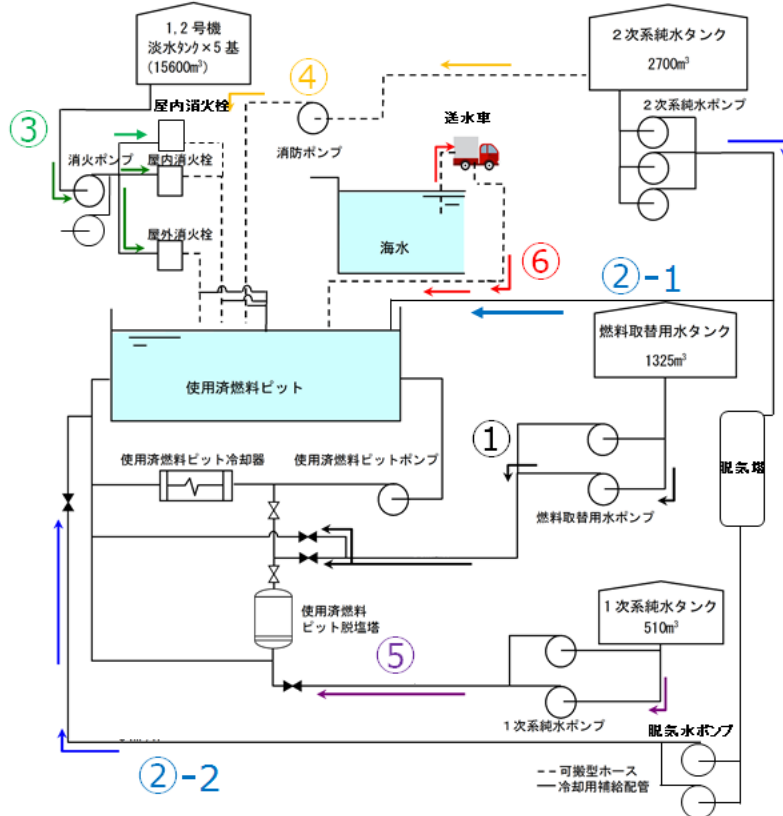 1,2号機
淡水タンク×5基
(15600m³)
2次系純水タンク
2700m³
④
屋内消火栓
送水車
2次系純水ポンプ
③
消火ポンプ
屋内消火栓
消防ポンプ
屋外消火栓
海水
⑥
②-1
燃料取替用水タンク
1325m³
使用済燃料ピット
①
使用済燃料ピット冷却器
使用済燃料ピットポンプ
脱気塔
燃料取替用水ポンプ
1次系純水タンク
510m³
使用済燃料
ピット脱塩塔
⑤
1次系純水ポンプ
脱気水ポンプ
②-2
--可搬型ホース
―冷却用補給配管